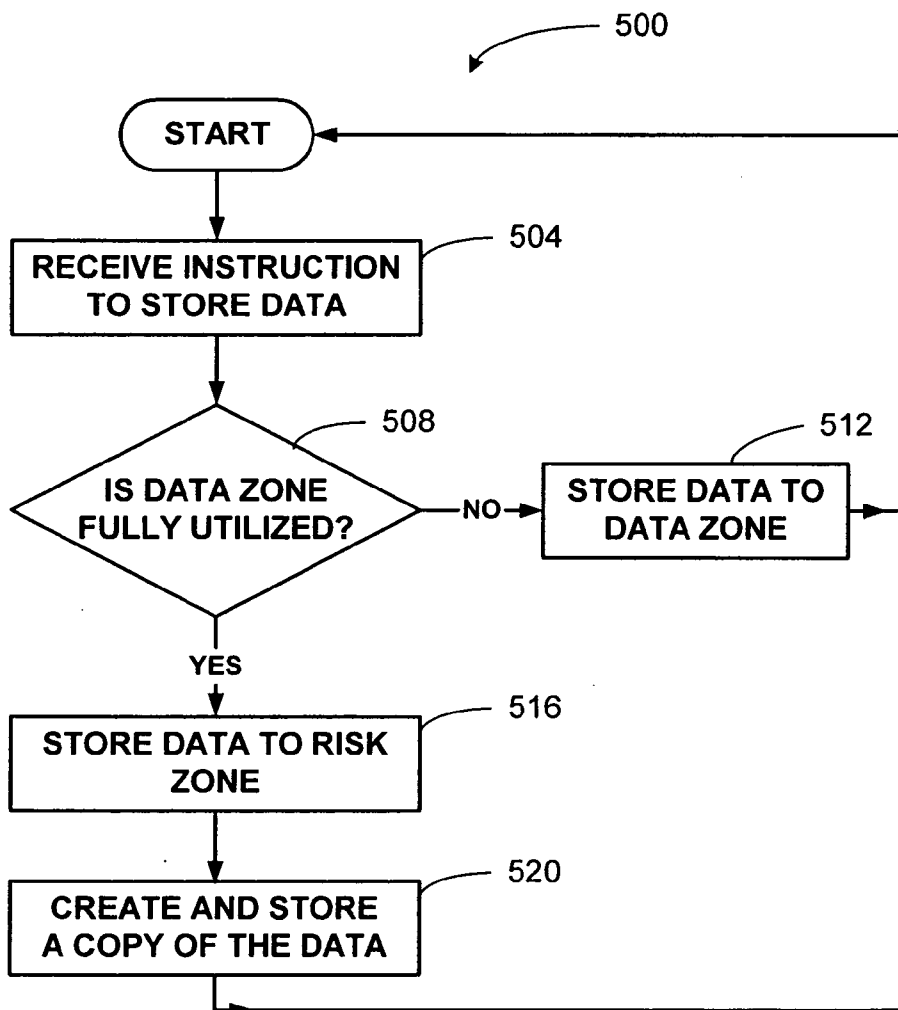 500
START
504
RECEIVE INSTRUCTION
TO STORE DATA
508
IS DATA ZONE
FULLY UTILIZED?
NO
512
STORE DATA TO
DATA ZONE
YES
516
STORE DATA TO RISK
ZONE
520
CREATE AND STORE
A COPY OF THE DATA